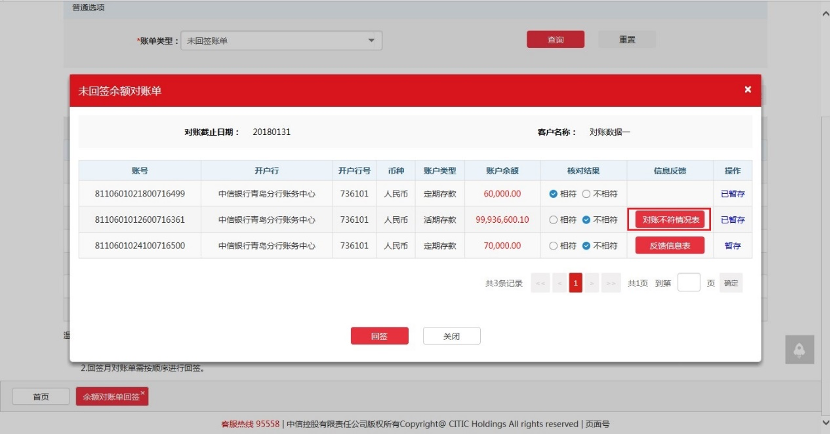 普通选项
*账单类型： 未回签账单 查询 重置
未回签余额对账单 ×
对账截止日期： 20180131 客户名称： 对账数据一
账号 开户行 开户行号 币种 账户类型 账户余额 核对结果 信息反馈 操作
8110601021800716499 中信银行青岛分行账务中心 736101 人民币 定期存款 60,000.00 相符 不相符 已暂存
8110601012600716361 中信银行青岛分行账务中心 736101 人民币 活期存款 99,936,600.10 相符 不相符 对账不符情况表 已暂存
8110601024100716500 中信银行青岛分行账务中心 736101 人民币 定期存款 70,000.00 相符 不相符 反馈信息表 暂存
共3条记录 << < 1 > >> 共1页 到第 页 确定
回签 关闭
2.回签月对账单需按顺序进行回签。
首页 余额对账单回签 ×
客服热线 95558 | 中信控股有限责任公司版权所有Copyright@ CITIC Holdings All rights reserved | 页面号